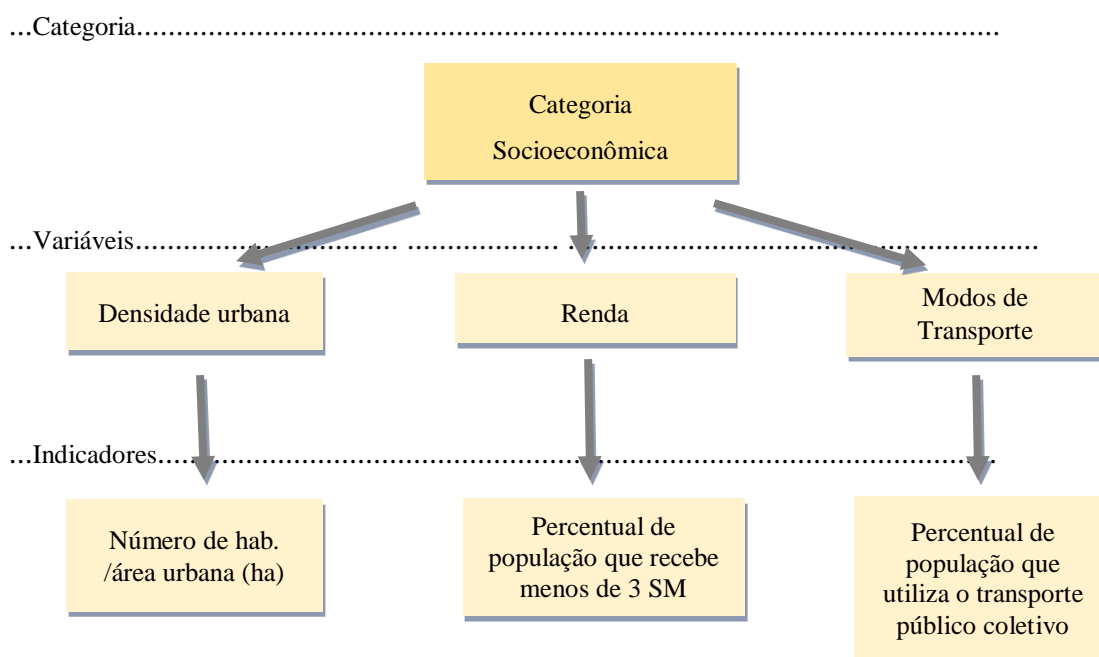 ...Categoria...........................................................................................................
Categoria
Socioeconômica
...Variáveis................................ ...................... ........................................................
Densidade urbana
Renda
Modos de
Transporte
...Indicadores........................................................................................................
Número de hab.
/área urbana (ha)
Percentual de
população que recebe
menos de 3 SM
Percentual de
população que
utiliza o transporte
público coletivo